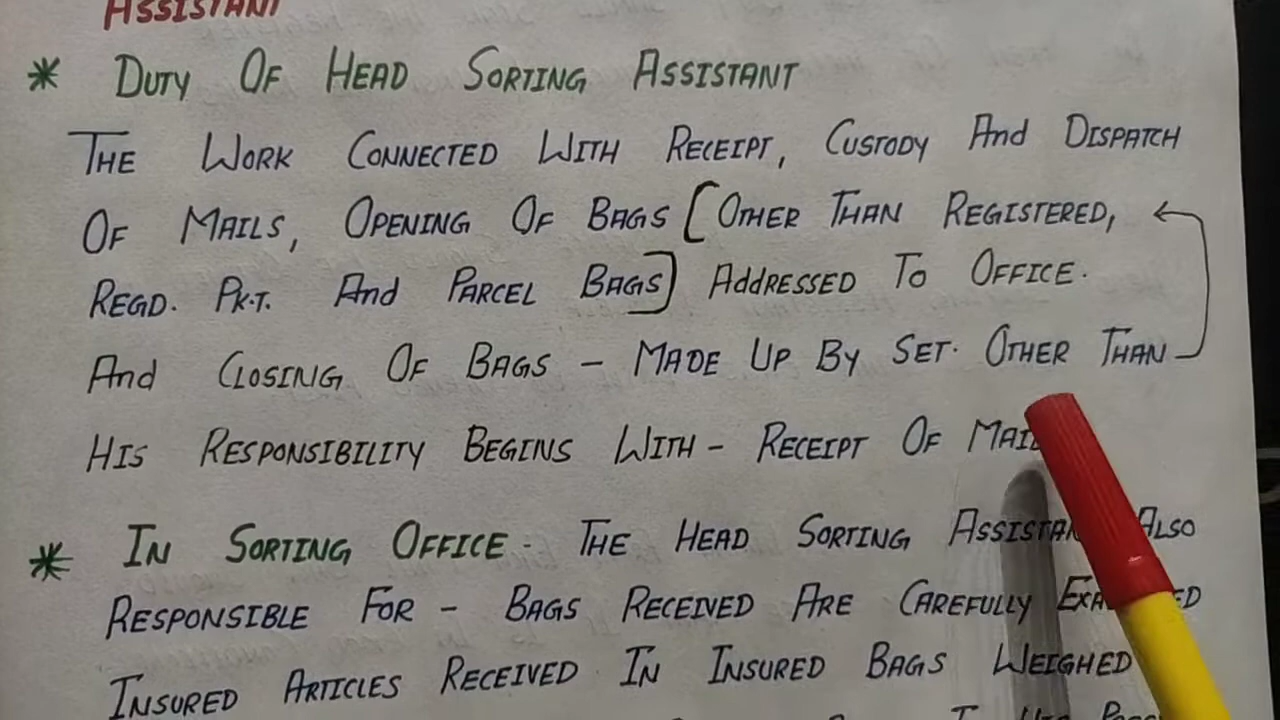 ASSISTANT
* DUTY OF HEAD SORTING ASSISTANT
THE WORK CONNECTED WITH RECEIPT, CUSTODY And DISPATCH
OF MAILS, OPENING OF BAGS [OTHER THAN REGISTERED,
REGD. PK.T. And PARCEL BAGS] AddRESSED TO OFFICE.
And CLOSING OF BAGS – MADE UP BY SET. OTHER THAN
HIS RESPONSIBILITY BEGINS WITH – RECEIPT OF
* IN SORTING OFFICE - THE HEAD SORTING ALSO
RESPONSIBLE FOR – BAGS RECEIVED ARE CAREFULLY
INSURED ARTICLES RECEIVED IN INSURED BAGS WEIGHED